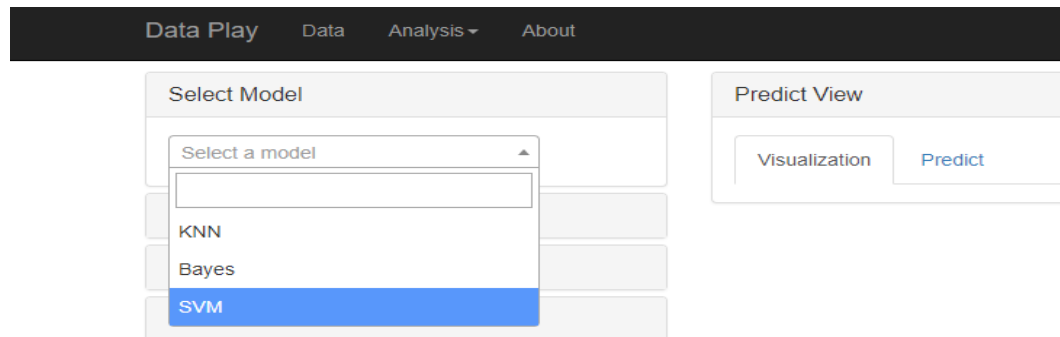 Data Play Data Analysis About
Select Model
Select a model
KNN
Bayes
SVM
Predict View
Visualization Predict